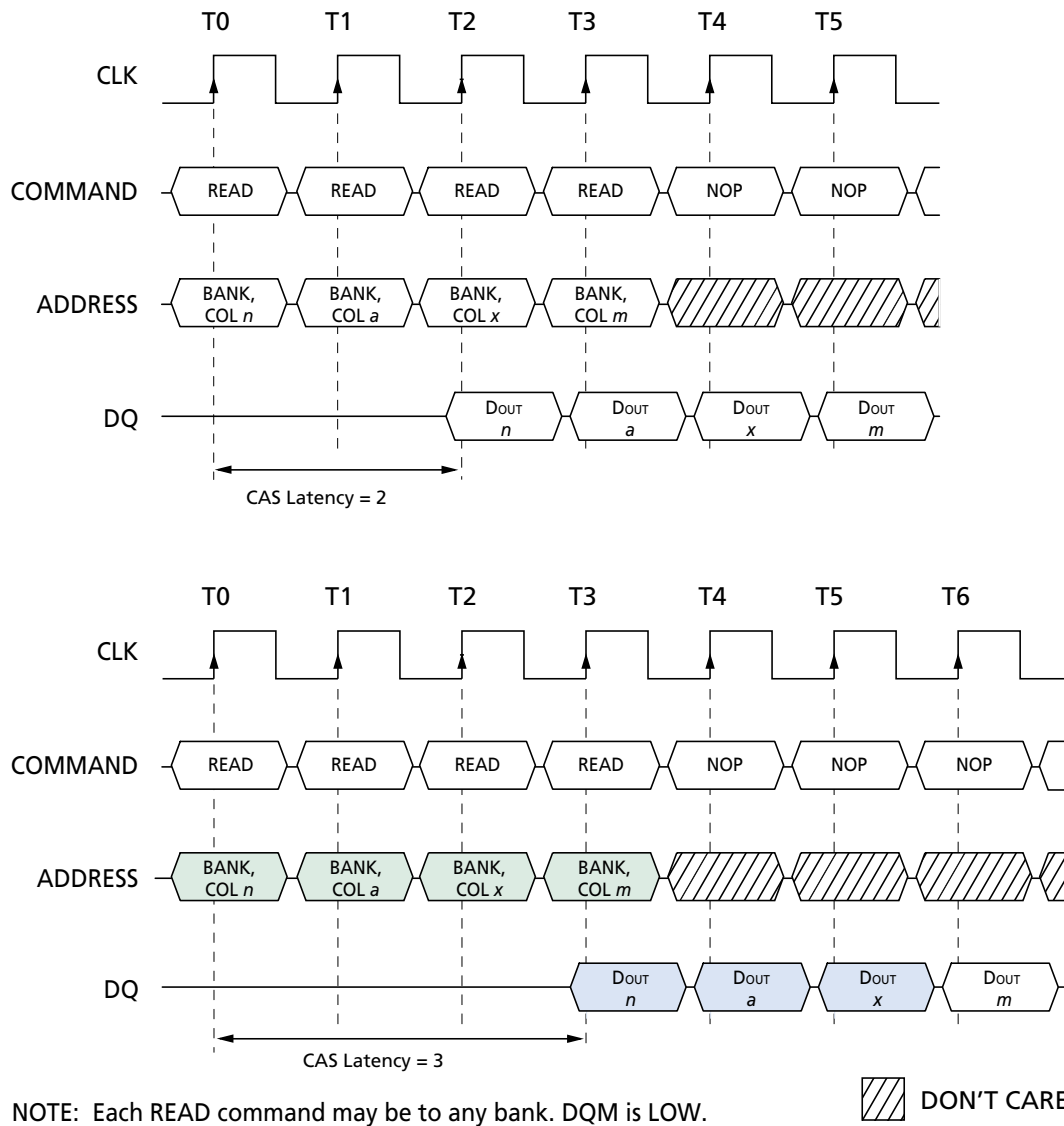 T0 T1 T2 T3 T4 T5
CLK
COMMAND READ READ READ READ NOP NOP
ADDRESS BANK, COL n BANK, COL a BANK, COL x BANK, COL m
DQ DOUT n DOUT a DOUT x DOUT m
CAS Latency = 2
T0 T1 T2 T3 T4 T5 T6
CLK
COMMAND READ READ READ READ NOP NOP NOP
ADDRESS BANK, COL n BANK, COL a BANK, COL x BANK, COL m
DQ DOUT n DOUT a DOUT x DOUT m
CAS Latency = 3
NOTE: Each READ command may be to any bank. DQM is LOW.
DON'T CARE